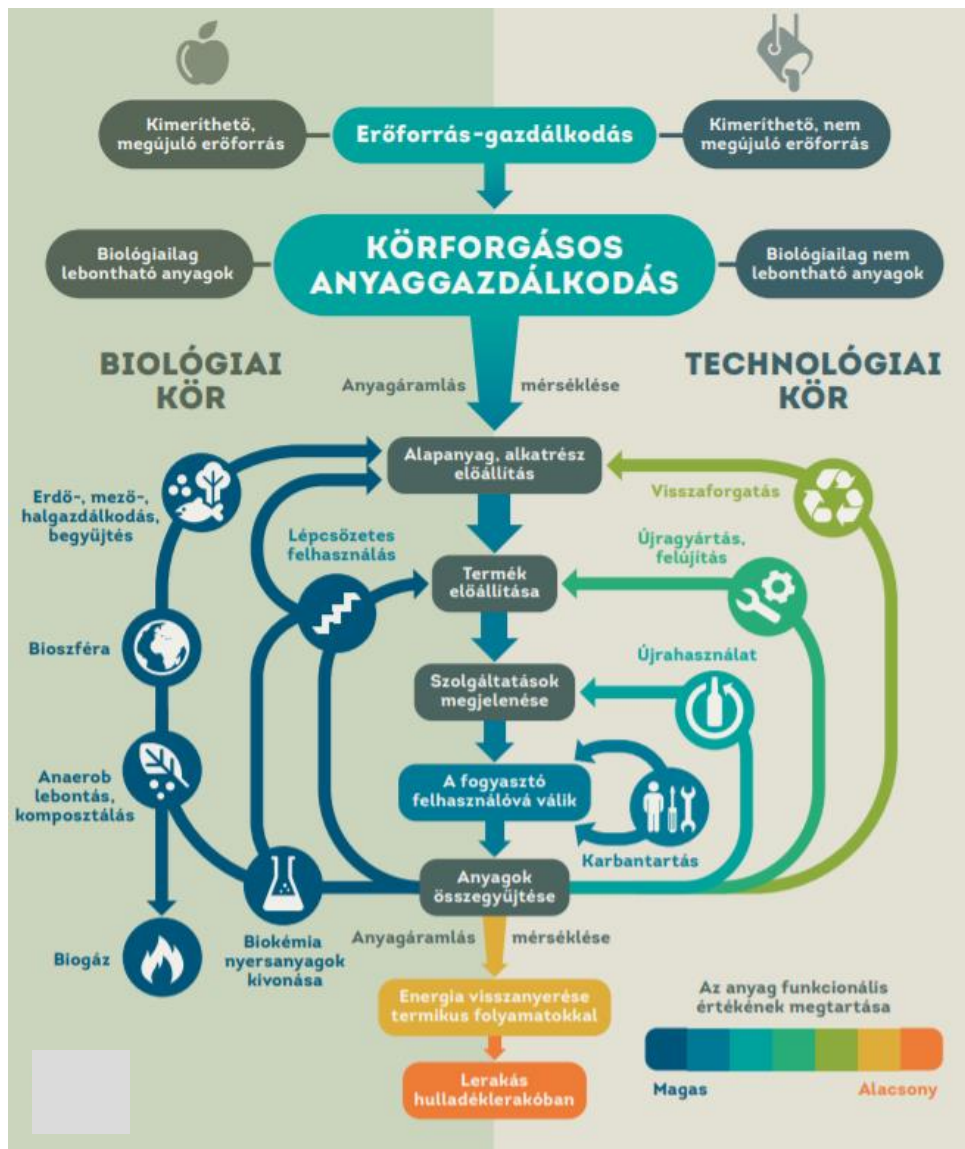 Kimeríthető,
megújuló erőforrás
Erőforrás-gazdálkodás
Kimeríthető, nem
megújuló erőforrás
Biológiailag
lebontható anyagok
KÖRFORGÁSOS
ANYAGGAZDÁLKODÁS
Biológiailag nem
lebontható anyagok
BIOLÓGIAI
KÖR
TECHNOLÓGIAI
KÖR
Anyagáramlás mérséklése
Alapanyag, alkatrész
előállítás
Erdő-, mező-,
halgazdálkodás,
begyűjtés
Visszaforgatás
Lépcsőzetes
felhasználás
Újragyártás,
felújítás
Termék
előállítása
Bioszféra
Újrahasználat
Szolgáltatások
megjelenése
Anaerob
lebontás,
komposztálás
A fogyasztó
felhasználóvá válik
Karbantartás
Anyagok
összegyűjtése
Biogáz
Biokémia
nyersanyagok
kivonása
Anyagáramlás mérséklése
Energia visszanyerése
termikus folyamatokkal
Az anyag funkcionális
értékének megtartása
Magas Alacsony
Lerakás
hulladéklerakóban